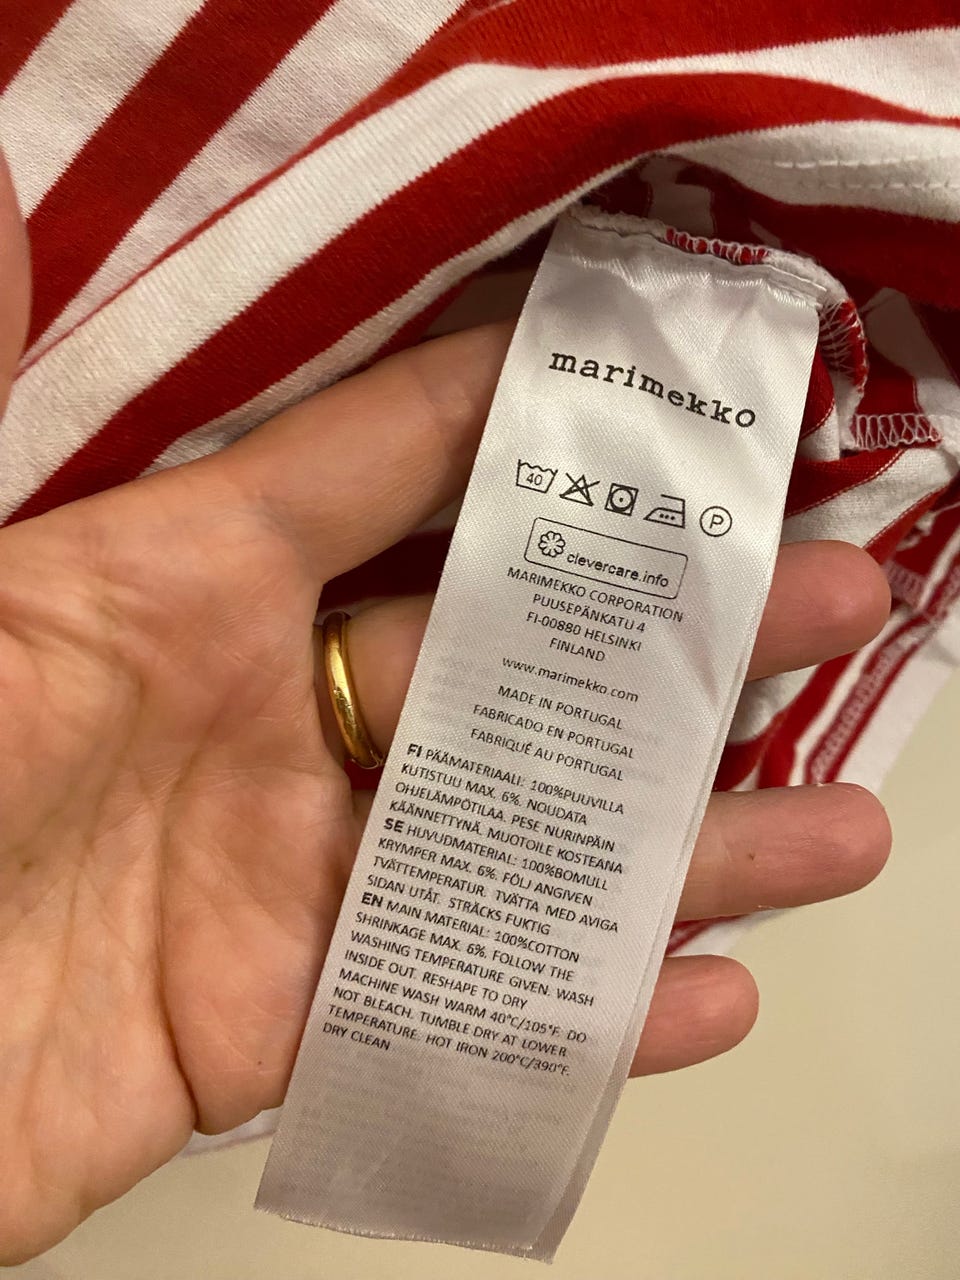 marimekko
40
P
clevercare.info
MARIMEKKO CORPORATION
PUUSEPÄNKATU 4
FI-00880 HELSINKI
FINLAND
www.marimekko.com
MADE IN PORTUGAL
FABRICADO EN PORTUGAL
FABRIQUÉ AU PORTUGAL
FI PÄÄMATERIAALI: 100%PUUVILLA
KUTISTUU MAX. 6%. NOUDATA
OHJELÄMPÖTILAA. PESE NURINPÄIN
KÄÄNNETTYNÄ. MUOTOILE KOSTEANA
SE HUVUDMATERIAL: 100%BOMULL
KRYMPER MAX. 6%. FÖLJ ANGIVEN
TVÄTTEMPERATUR. TVÄTTA MED AVIGA
SIDAN UTÅT. STRÄCKS FUKTIG
EN MAIN MATERIAL: 100%COTTON
SHRINKAGE MAX. 6%. FOLLOW THE
WASHING TEMPERATURE GIVEN. WASH
INSIDE OUT. RESHAPE TO DRY
MACHINE WASH WARM 40°C/105°F. DO
NOT BLEACH. TUMBLE DRY AT LOWER
TEMPERATURE. HOT IRON 200°C/390°F.
DRY CLEAN